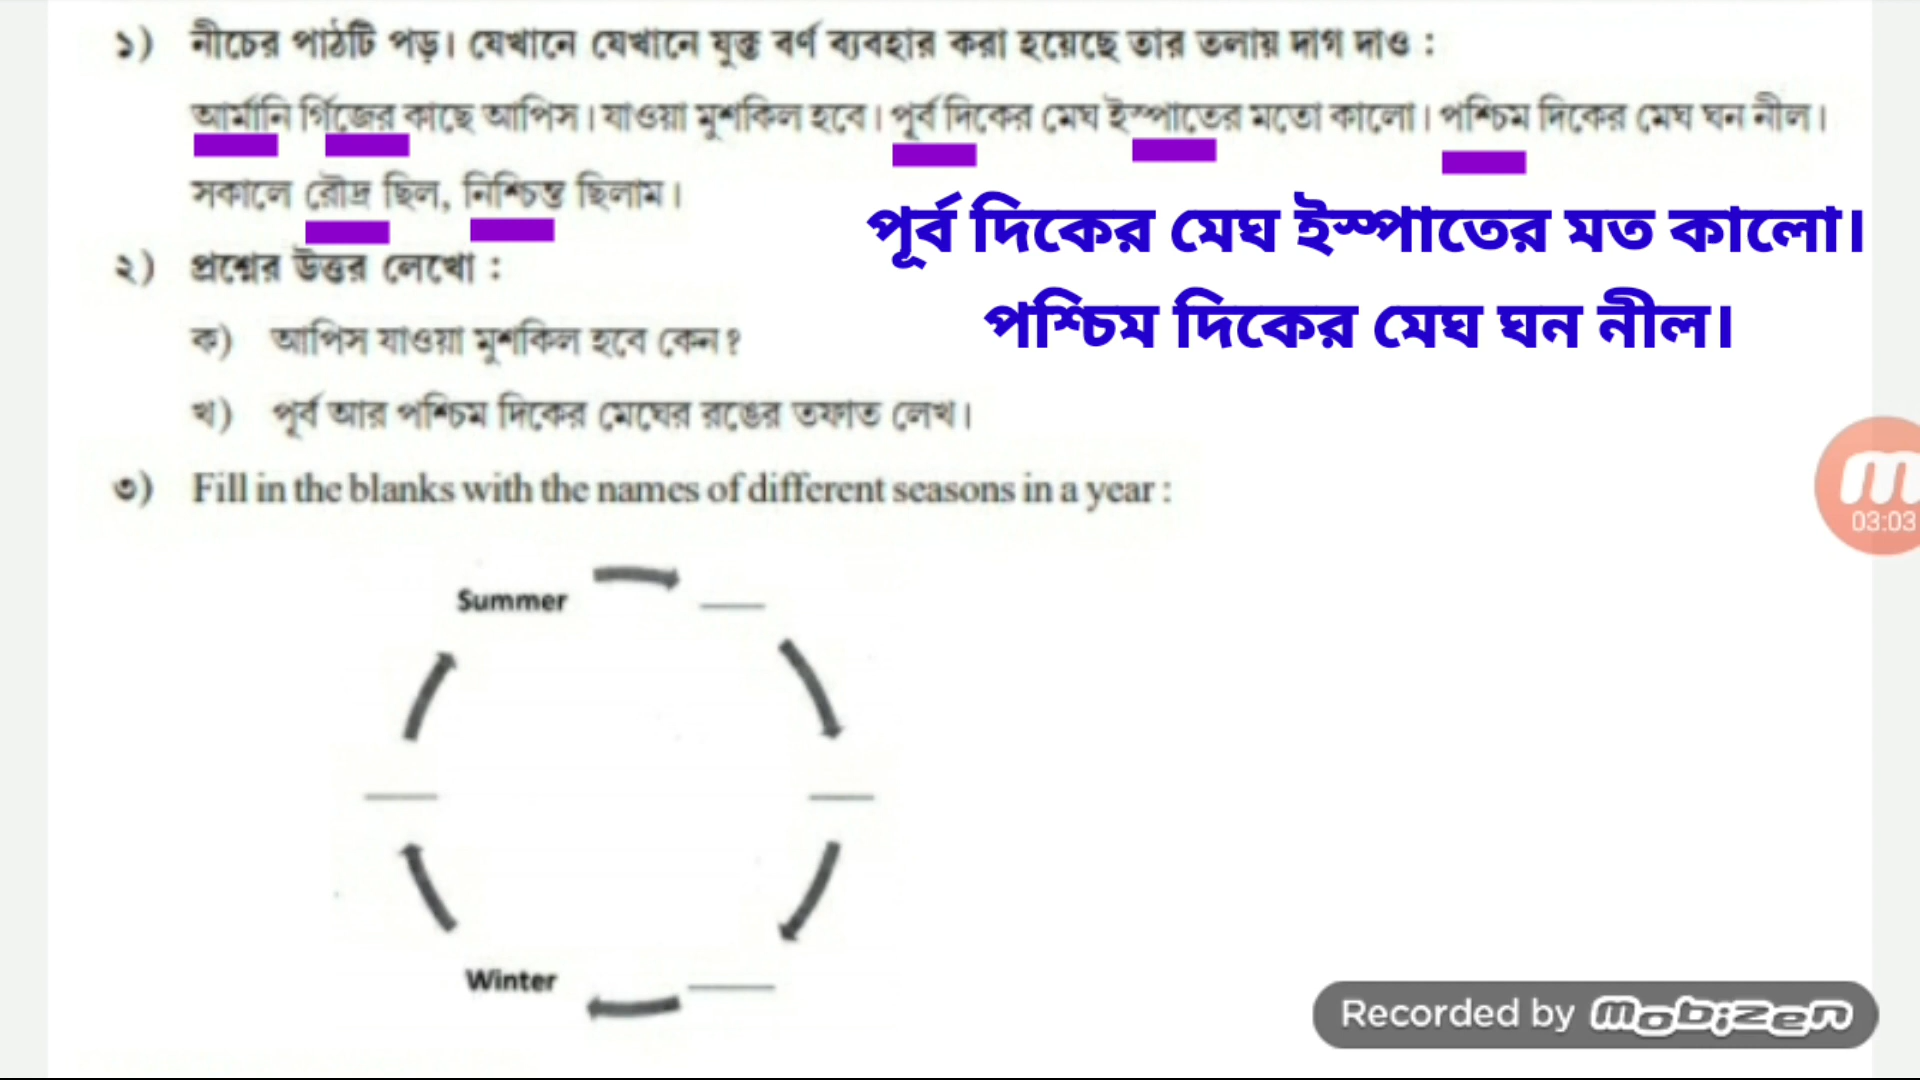 ১) নীচের পাঠটি পড়। যেখানে যেখানে যুক্ত বর্ণ ব্যবহার করা হয়েছে তার তলায় দাগ দাও :
আর্মানি র্গিজের কাছে আপিস। যাওয়া মুশকিল হবে। পূর্ব দিকের মেঘ ইস্পাতের মতো কালো। পশ্চিম দিকের মেঘ ঘন নীল।
সকালে রৌদ্র ছিল, নিশ্চিন্ত ছিলাম।
পূর্ব দিকের মেঘ ইস্পাতের মত কালো।
পশ্চিম দিকের মেঘ ঘন নীল।
২) প্রশ্নের উত্তর লেখো :
ক) আপিস যাওয়া মুশকিল হবে কেন?
খ) পূর্ব আর পশ্চিম দিকের মেঘের রঙের তফাত লেখ।
৩) Fill in the blanks with the names of different seasons in a year :
03:03
Summer
Winter
Recorded by mobizen